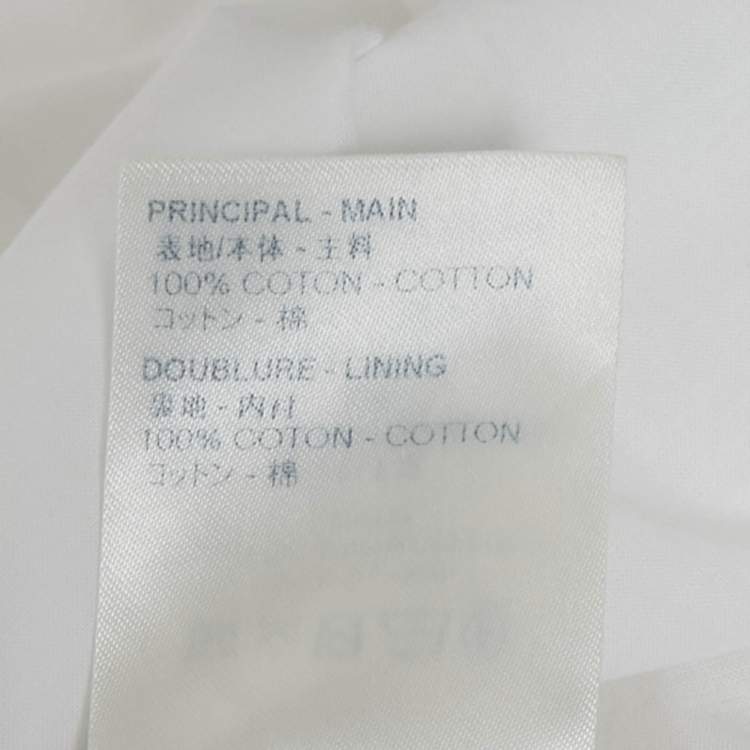 PRINCIPAL - MAIN
表地/本体 - 主料
100% COTON - COTTON
コットン - 棉
DOUBLURE - LINING
裏地 - 内付
100% COTON - COTTON
コットン - 棉